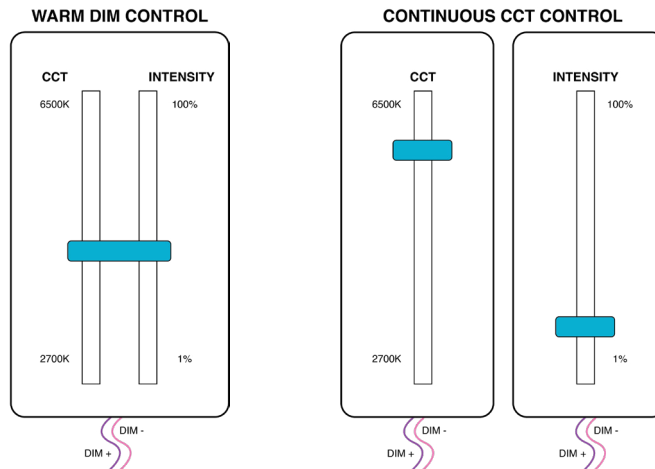 WARM DIM CONTROL
CCT INTENSITY
6500K 100%
2700K 1%
DIM -
DIM +
CONTINUOUS CCT CONTROL
CCT
6500K
2700K
DIM -
DIM +
INTENSITY
100%
1%
DIM -
DIM +